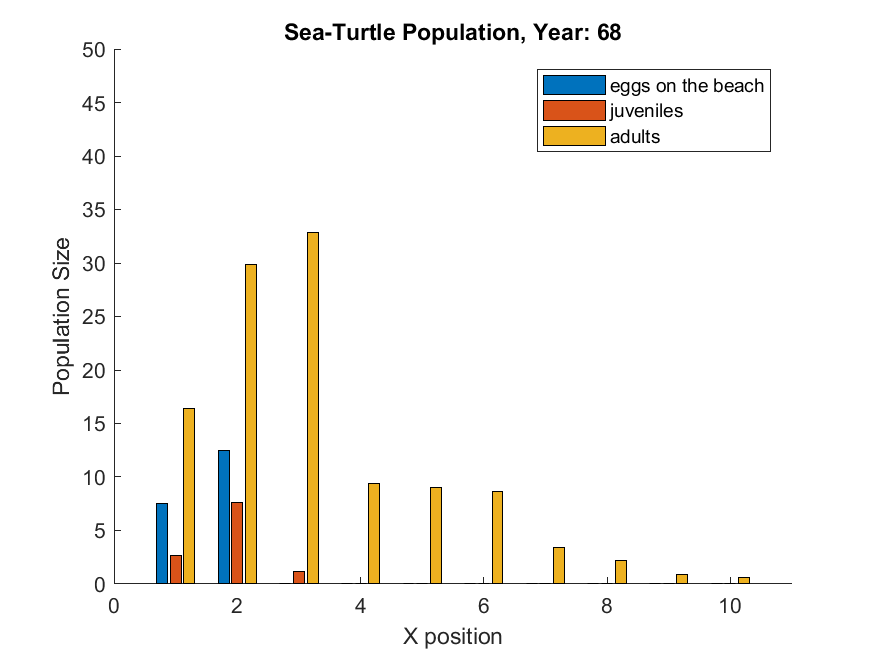 Sea-Turtle Population, Year: 68
50
45
40
35
30
25
20
15
10
5
0
Population Size
eggs on the beach
juveniles
adults
0 2 4 6 8 10
X position